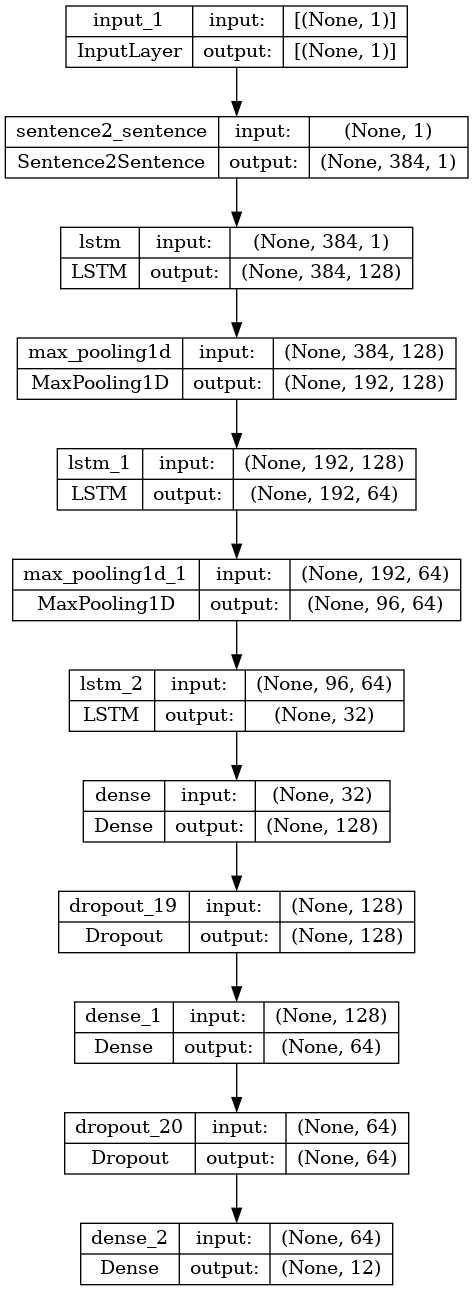 input_1 input: [(None, 1)]
InputLayer output: [(None, 1)]
sentence2_sentence input: (None, 1)
Sentence2Sentence output: (None, 384, 1)
lstm input: (None, 384, 1)
LSTM output: (None, 384, 128)
max_pooling1d input: (None, 384, 128)
MaxPooling1D output: (None, 192, 128)
lstm_1 input: (None, 192, 128)
LSTM output: (None, 192, 64)
max_pooling1d_1 input: (None, 192, 64)
MaxPooling1D output: (None, 96, 64)
lstm_2 input: (None, 96, 64)
LSTM output: (None, 32)
dense input: (None, 32)
Dense output: (None, 128)
dropout_19 input: (None, 128)
Dropout output: (None, 128)
dense_1 input: (None, 128)
Dense output: (None, 64)
dropout_20 input: (None, 64)
Dropout output: (None, 64)
dense_2 input: (None, 64)
Dense output: (None, 12)